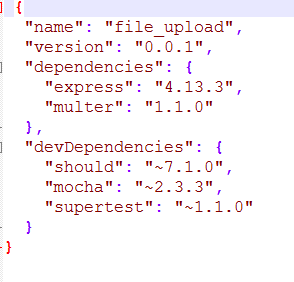 {
"name": "file_upload",
"version": "0.0.1",
"dependencies": {
"express": "4.13.3",
"multer": "1.1.0"
},
"devDependencies": {
"should": "~7.1.0",
"mocha": "~2.3.3",
"supertest": "~1.1.0"
}
}